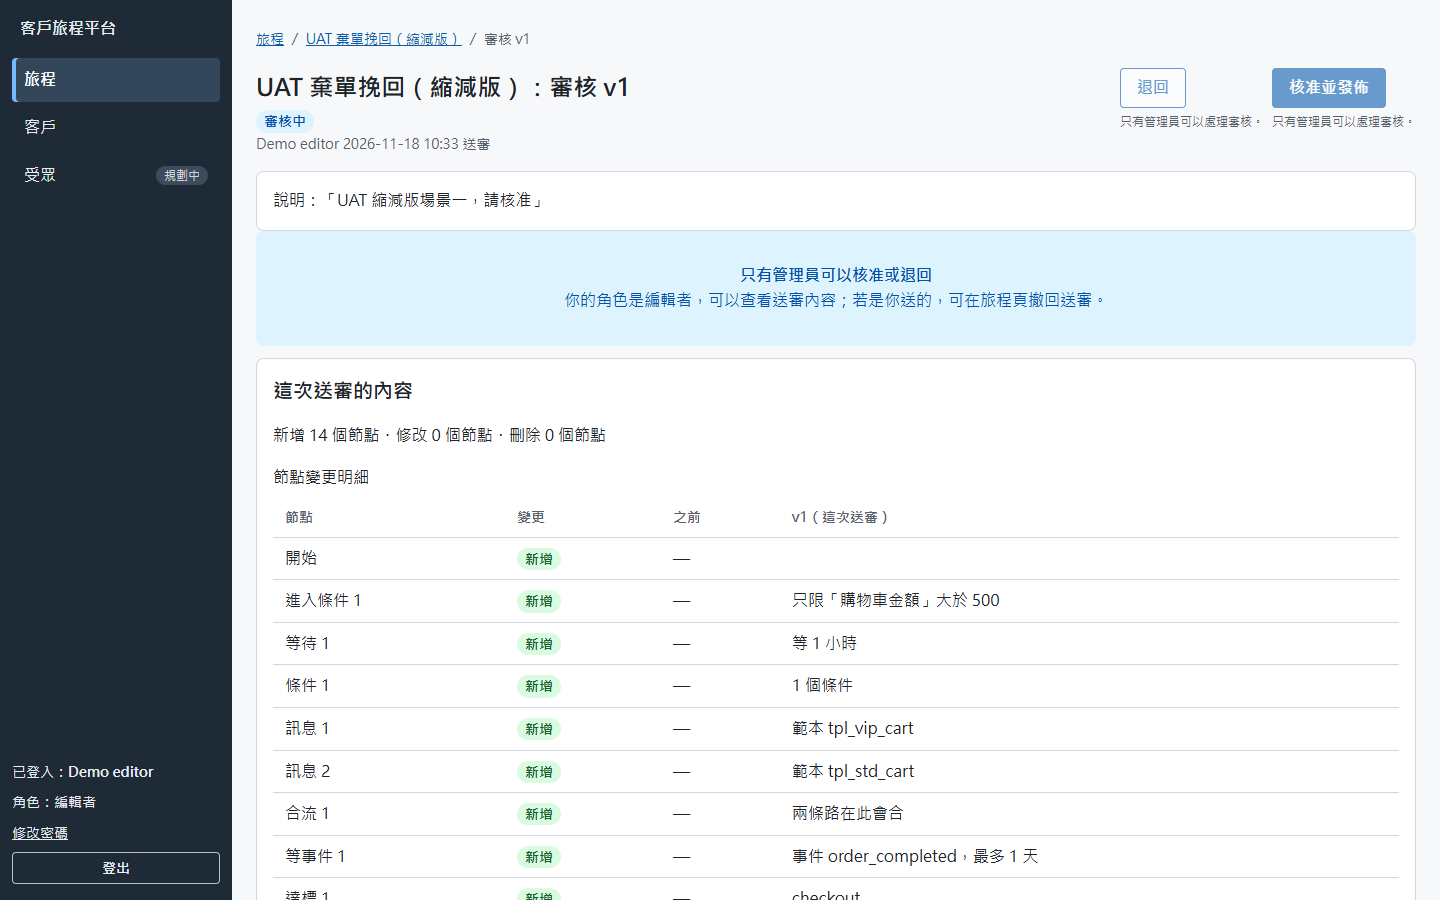 客戶旅程平台
旅程
客戶
受眾 規劃中
已登入：Demo editor
角色：編輯者
修改密碼
登出
旅程 / UAT 棄單挽回（縮減版） / 審核 v1
UAT 棄單挽回（縮減版）：審核 v1
審核中
Demo editor 2026-11-18 10:33 送審
退回
只有管理員可以處理審核。
核准並發佈
只有管理員可以處理審核。
說明：「UAT 縮減版場景一，請核准」
只有管理員可以核准或退回
你的角色是編輯者，可以查看送審內容；若是你送的，可在旅程頁撤回送審。
這次送審的內容
新增 14 個節點．修改 0 個節點．刪除 0 個節點
節點變更明細
節點 變更 之前 v1（這次送審）
開始 新增 —
進入條件 1 新增 — 只限「購物車金額」大於 500
等待 1 新增 — 等 1 小時
條件 1 新增 — 1 個條件
訊息 1 新增 — 範本 tpl_vip_cart
訊息 2 新增 — 範本 tpl_std_cart
合流 1 新增 — 兩條路在此會合
等事件 1 新增 — 事件 order_completed，最多 1 天
達標 1 新增 — checkout